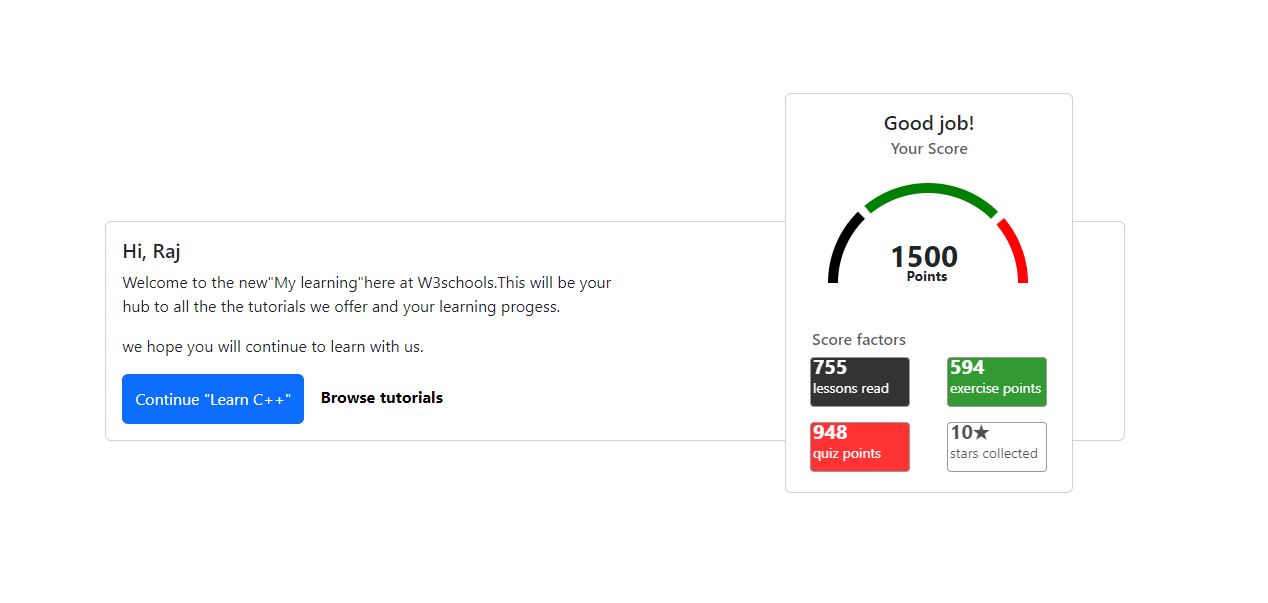 Hi, Raj
Welcome to the new"My learning"here at W3schools.This will be your
hub to all the the tutorials we offer and your learning progess.
we hope you will continue to learn with us.
Continue "Learn C++"
Browse tutorials
Good job!
Your Score
1500
Points
Score factors
755
lessons read
594
exercise points
948
quiz points
10★
stars collected